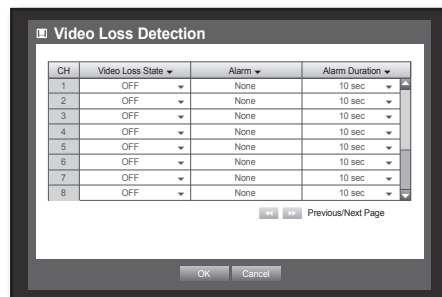 Video Loss Detection
CH Video Loss State Alarm Alarm Duration
1 OFF None 10 sec
2 OFF None 10 sec
3 OFF None 10 sec
4 OFF None 10 sec
5 OFF None 10 sec
6 OFF None 10 sec
7 OFF None 10 sec
8 OFF None 10 sec
Previous/Next Page
OK Cancel